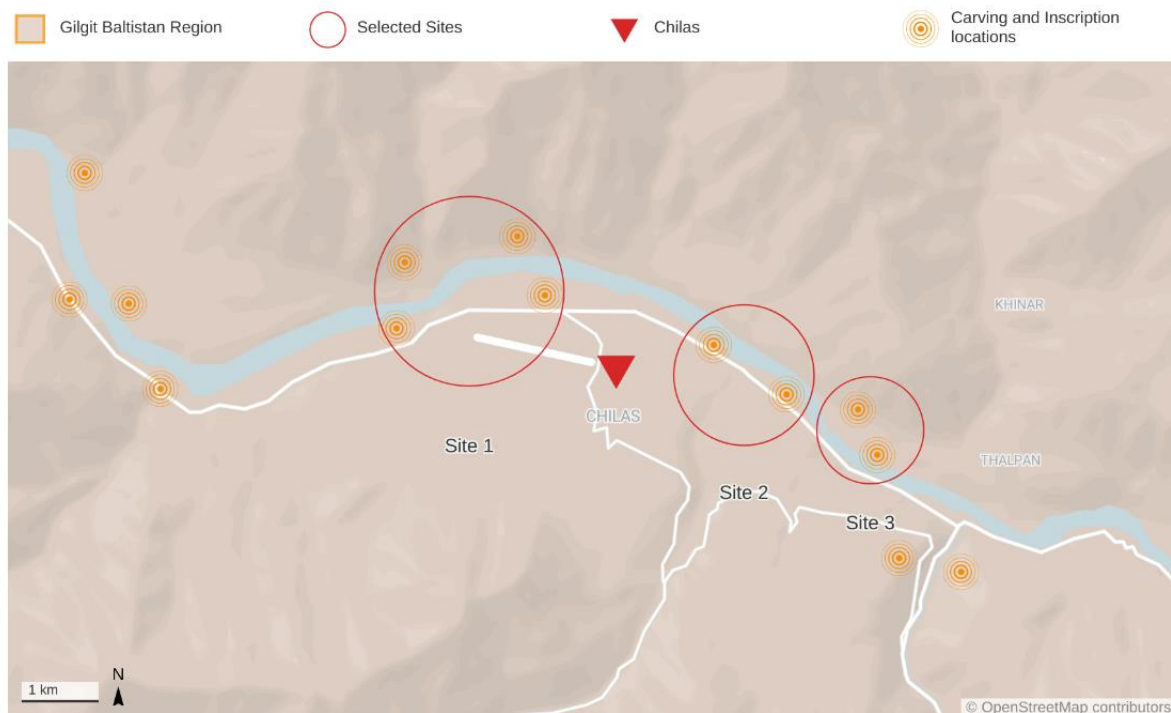 Gilgit Baltistan Region
Selected Sites
Chilas
Carving and Inscription
locations
KHINAR
CHILAS
Site 1
THALPAN
Site 2
Site 3
1 km
N
© OpenStreetMap contributors